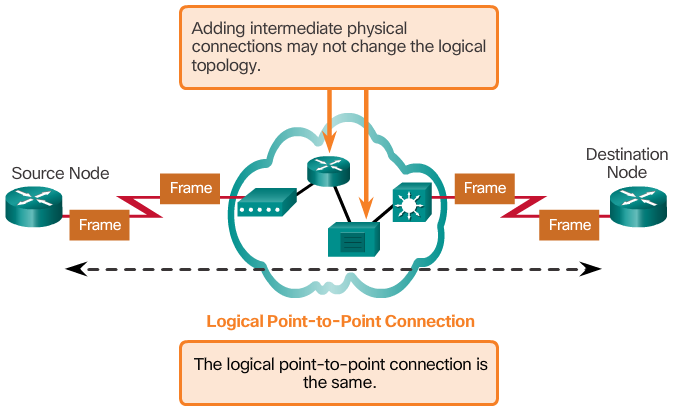 Adding intermediate physical
connections may not change the logical
topology.
Source Node
Destination
Node
Frame
Frame
Frame
Frame
Logical Point-to-Point Connection
The logical point-to-point connection is
the same.